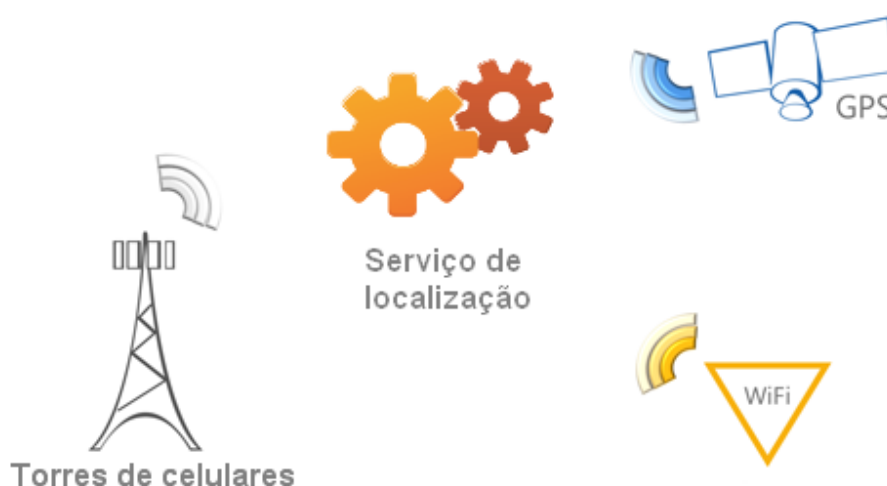 GPS
Serviço de
localização
WiFi
Torres de celulares